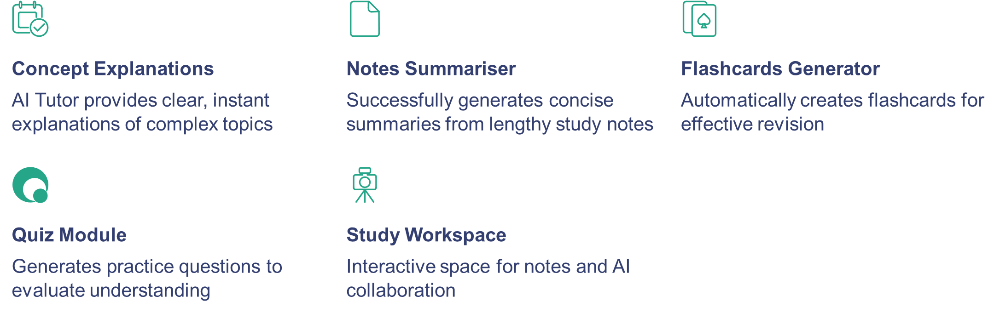 Concept Explanations
AI Tutor provides clear, instant
explanations of complex topics
Notes Summariser
Successfully generates concise
summaries from lengthy study notes
Flashcards Generator
Automatically creates flashcards for
effective revision
Quiz Module
Generates practice questions to
evaluate understanding
Study Workspace
Interactive space for notes and AI
collaboration